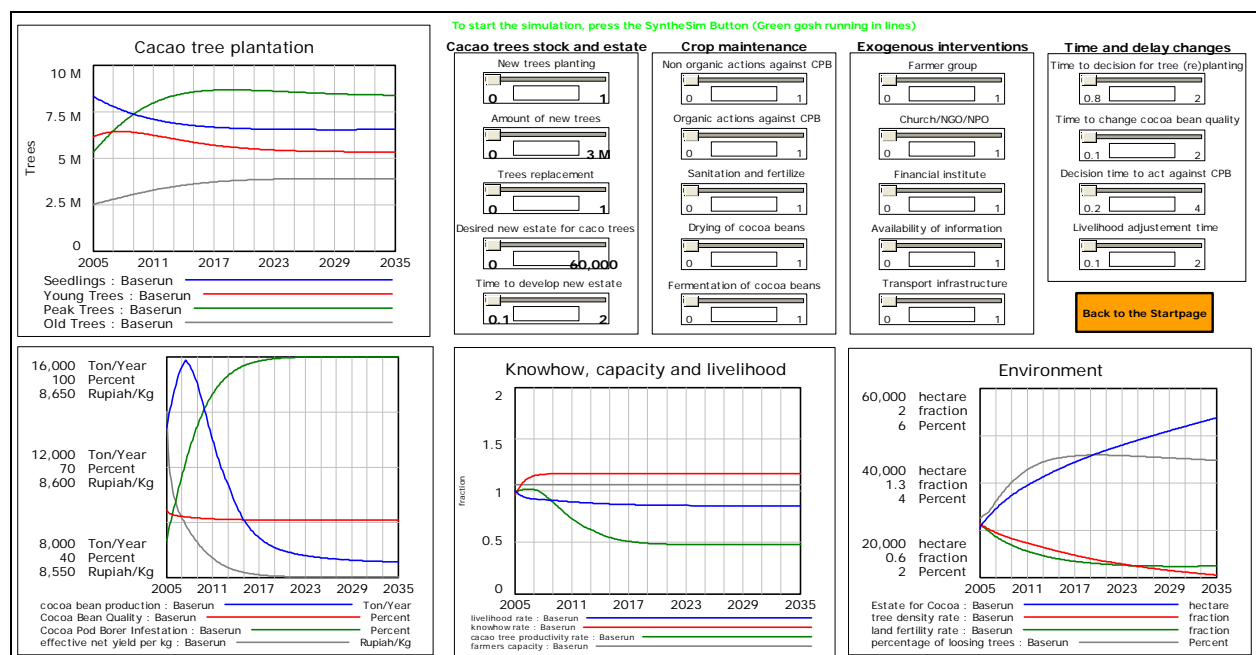 To start the simulation, press the SyntheSim Button (Green gosh running in lines)
Cacao tree plantation
10 M
7.5 M
5 M
2.5 M
0
Trees
2005 2011 2017 2023 2029 2035
Seedlings : Baserun
Young Trees : Baserun
Peak Trees : Baserun
Old Trees : Baserun
Cacao trees stock and estate
New trees planting
0 1
Amount of new trees
0 3 M
Trees replacement
0 1
Desired new estate for caco trees
0 60,000
Time to develop new estate
0.1 2
Crop maintenance
Non organic actions against CPB
0 1
Organic actions against CPB
0 1
Sanitation and fertilize
0 1
Drying of cocoa beans
0 1
Fermentation of cocoa beans
0 1
Exogenous interventions
Farmer group
0 1
Church/NGO/NPO
0 1
Financial institute
0 1
Availability of information
0 1
Transport infrastructure
0 1
Time and delay changes
Time to decision for tree (re)planting
0.8 2
Time to change cocoa bean quality
0.1 2
Decision time to act against CPB
0.2 4
Livelihood adjustement time
0.1 2
Back to the Startpage
16,000 Ton/Year
100 Percent
8,650 Rupiah/Kg
12,000 Ton/Year
70 Percent
8,600 Rupiah/Kg
8,000 Ton/Year
40 Percent
8,550 Rupiah/Kg
2005 2011 2017 2023 2029 2035
cocoa bean production : Baserun Ton/Year
Cocoa Bean Quality : Baserun Percent
Cocoa Pod Borer Infestation : Baserun Percent
effective net yield per kg : Baserun Rupiah/Kg
Knowhow, capacity and livelihood
2
1.5
1
0.5
0
fraction
2005 2011 2017 2023 2029 2035
livelihood rate : Baserun
knowhow rate : Baserun
cacao tree productivity rate : Baserun
farmers capacity : Baserun
Environment
60,000 hectare
2 fraction
6 Percent
40,000 hectare
1.3 fraction
4 Percent
20,000 hectare
0.6 fraction
2 Percent
2005 2011 2017 2023 2029 2035
Estate for Cocoa : Baserun hectare
tree density rate : Baserun fraction
land fertility rate : Baserun fraction
percentage of loosing trees : Baserun Percent